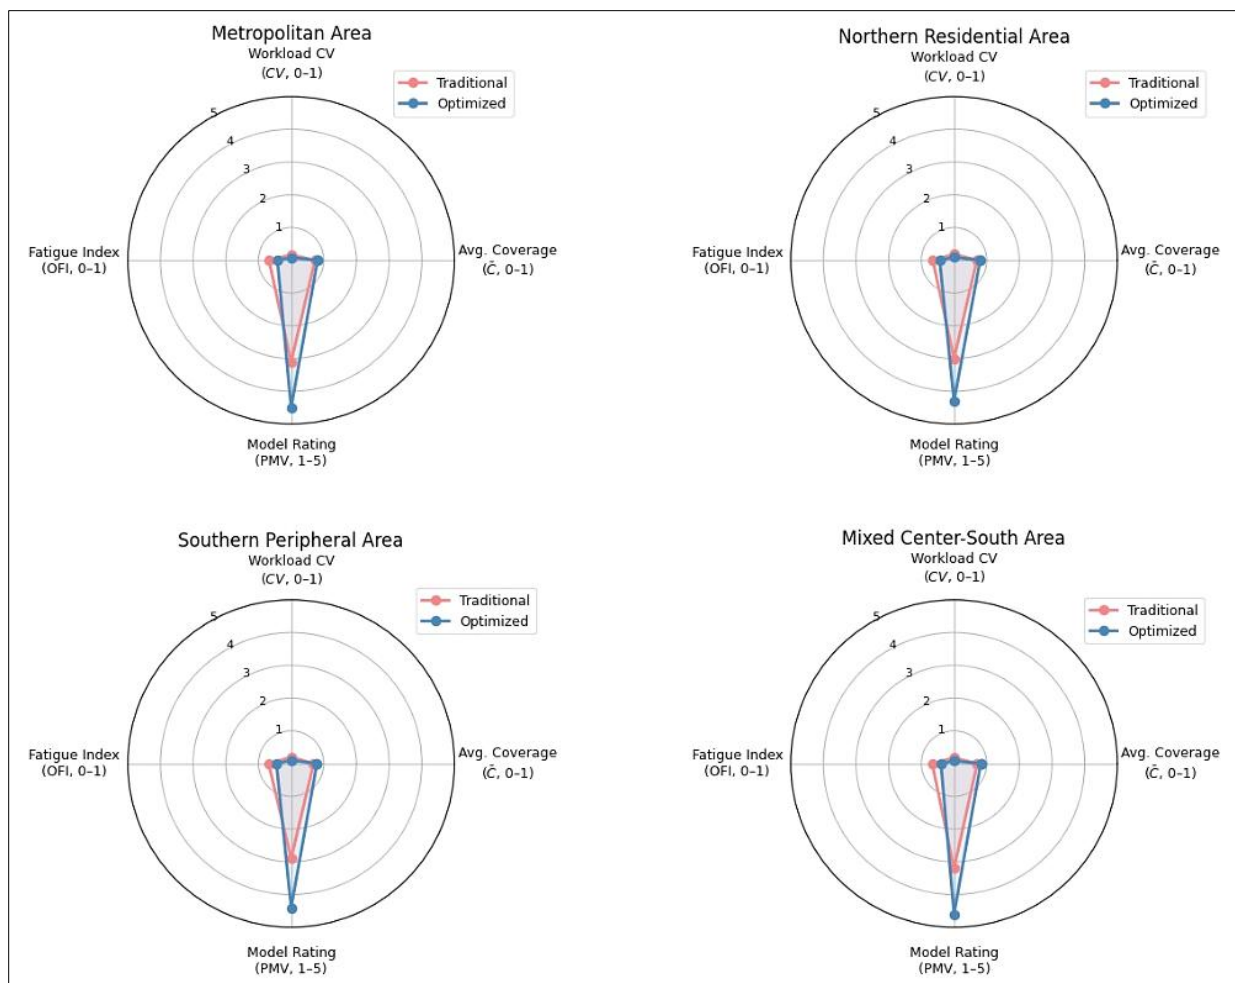 Metropolitan Area
Workload CV
(CV, 0–1)
Traditional
Optimized
5
4
3
2
1
Fatigue Index
(OFI, 0–1)
Avg. Coverage
(C̄, 0–1)
Model Rating
(PMV, 1–5)
Northern Residential Area
Workload CV
(CV, 0–1)
Traditional
Optimized
5
4
3
2
1
Fatigue Index
(OFI, 0–1)
Avg. Coverage
(C̄, 0–1)
Model Rating
(PMV, 1–5)
Southern Peripheral Area
Workload CV
(CV, 0–1)
Traditional
Optimized
5
4
3
2
1
Fatigue Index
(OFI, 0–1)
Avg. Coverage
(C̄, 0–1)
Model Rating
(PMV, 1–5)
Mixed Center-South Area
Workload CV
(CV, 0–1)
Traditional
Optimized
5
4
3
2
1
Fatigue Index
(OFI, 0–1)
Avg. Coverage
(C̄, 0–1)
Model Rating
(PMV, 1–5)